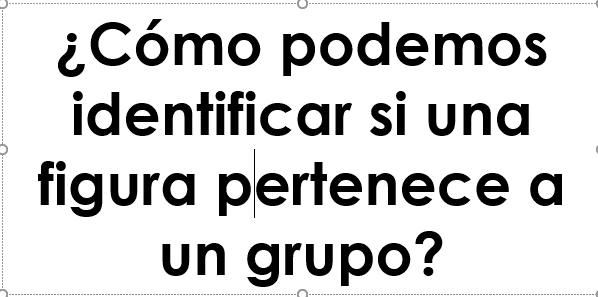 ¿Cómo podemos
identificar si una
figura pertenece a
un grupo?